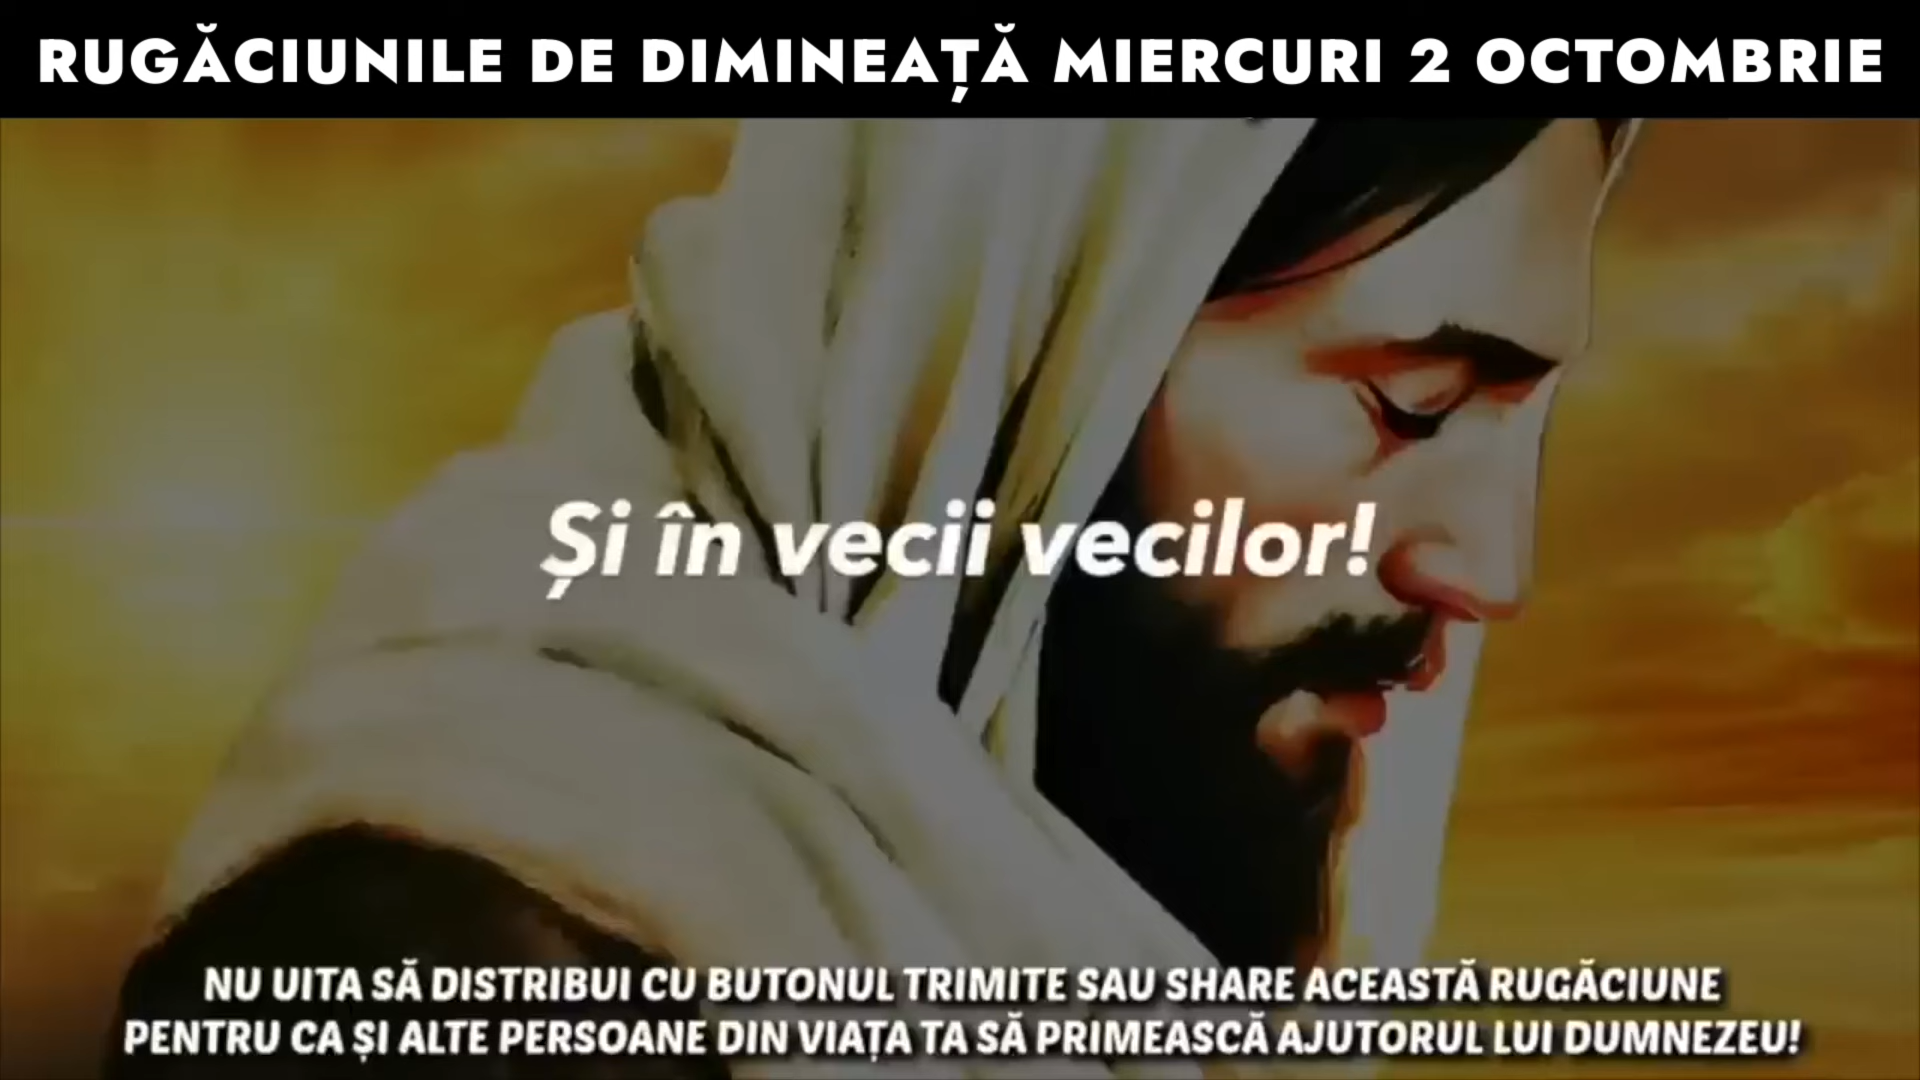 RUGĂCIUNILE DE DIMINEAȚĂ MIERCURI 2 OCTOMBRIE
Și în vecii vecilor!
NU UITA SĂ DISTRIBUI CU BUTONUL TRIMITE SAU SHARE ACEASTĂ RUGĂCIUNE
PENTRU CA ȘI ALTE PERSOANE DIN VIAȚA TA SĂ PRIMEASCĂ AJUTORUL LUI DUMNEZEU!